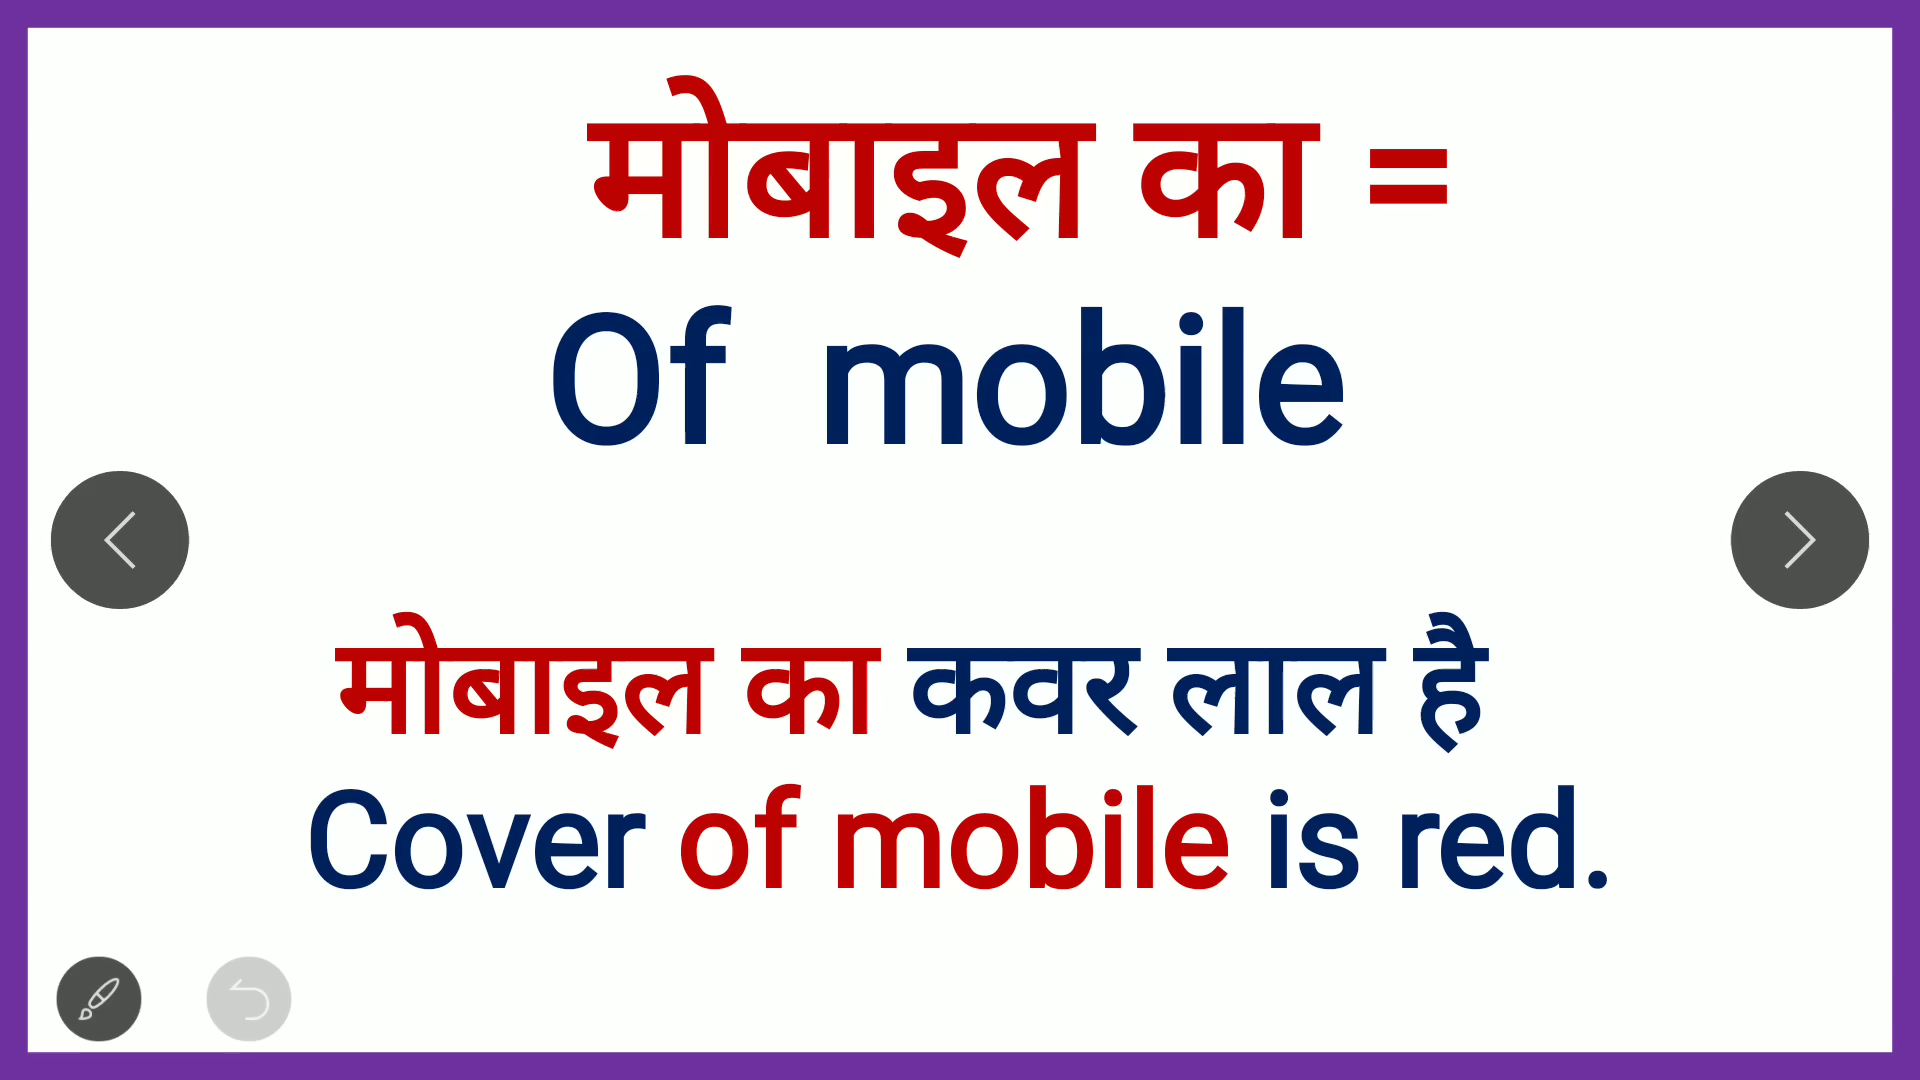 मोबाइल का =
Of mobile
मोबाइल का कवर लाल है
Cover of mobile is red.